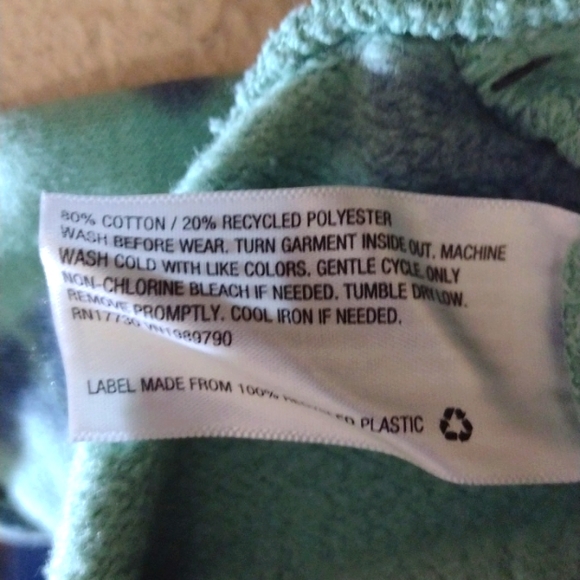 80% COTTON / 20% RECYCLED POLYESTER
WASH BEFORE WEAR. TURN GARMENT INSIDE OUT. MACHINE
WASH COLD WITH LIKE COLORS. GENTLE CYCLE. ONLY
NON-CHLORINE BLEACH IF NEEDED. TUMBLE DRY LOW.
REMOVE PROMPTLY. COOL IRON IF NEEDED.
RN17730 VN1989790
LABEL MADE FROM 100% RECYCLED PLASTIC